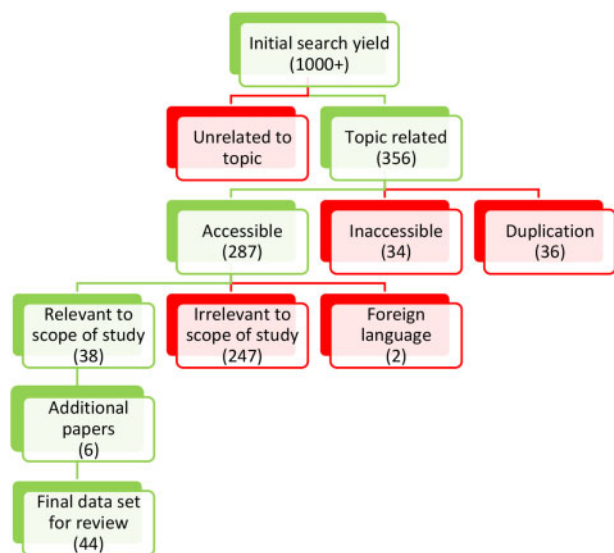 Initial search yield
(1000+)
Unrelated to
topic
Topic related
(356)
Accessible
(287)
Inaccessible
(34)
Duplication
(36)
Relevant to
scope of study
(38)
Irrelevant to
scope of study
(247)
Foreign
language
(2)
Additional
papers
(6)
Final data set
for review
(44)